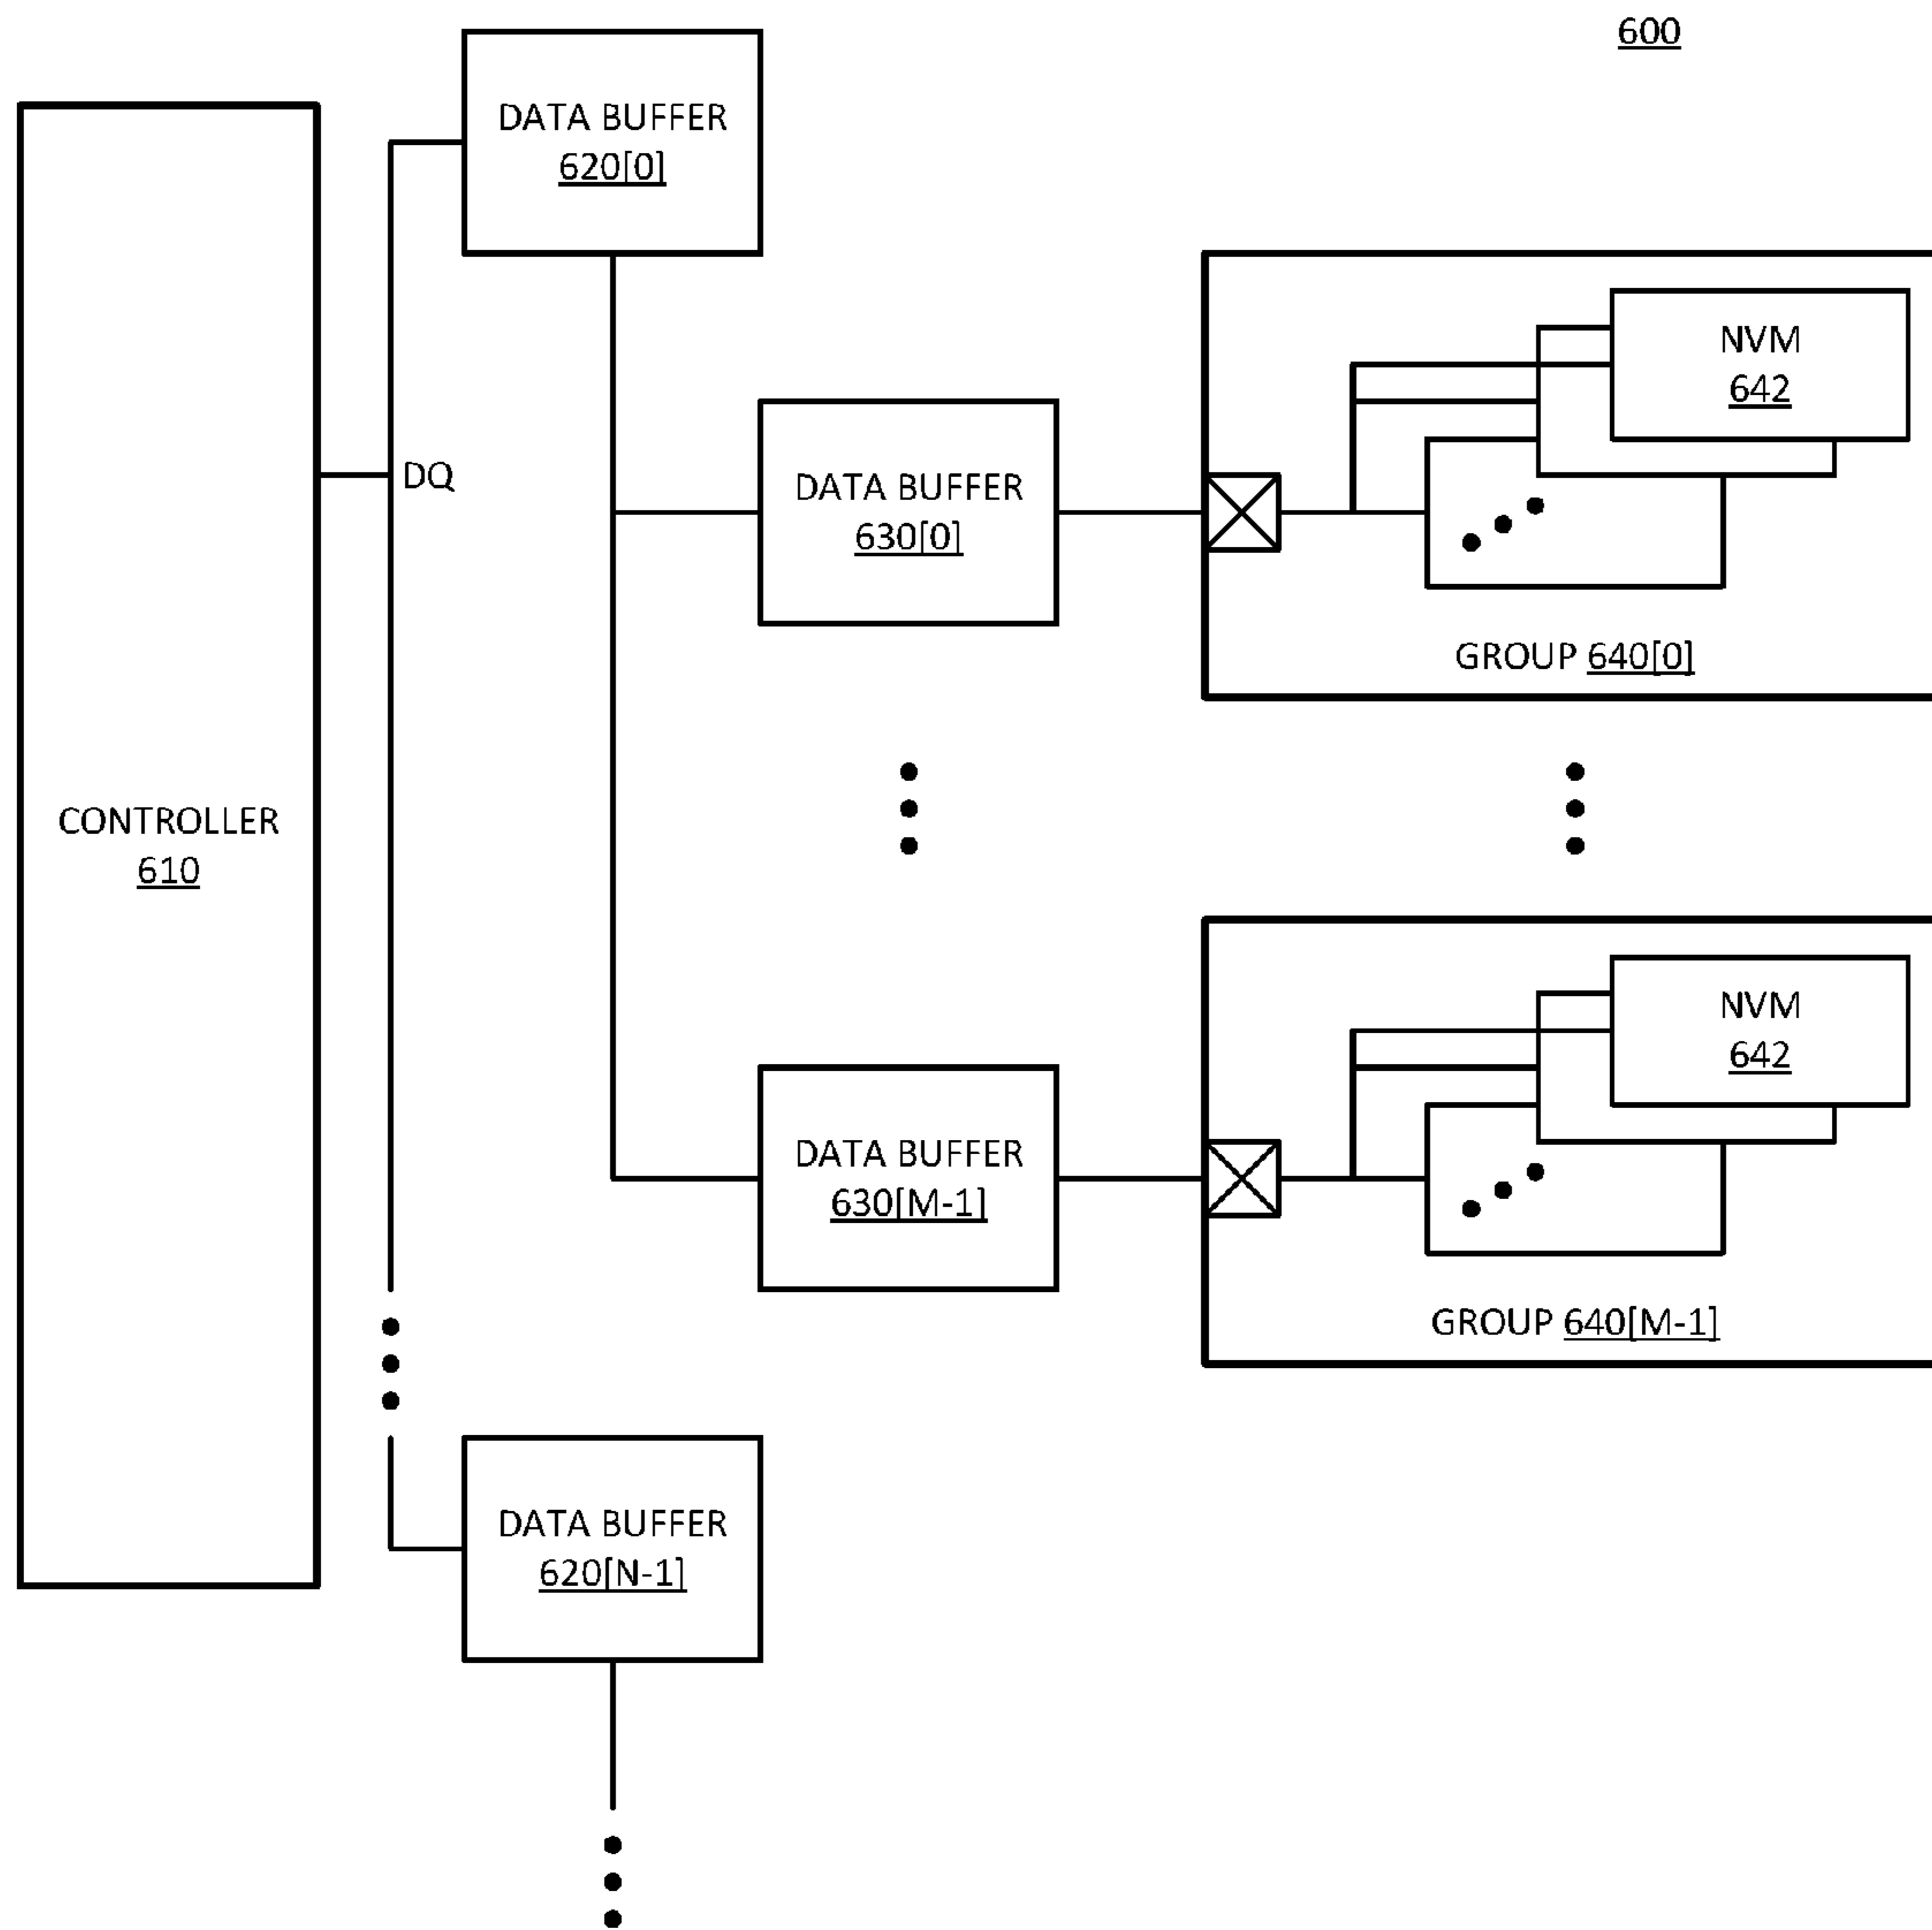 600
DATA BUFFER
620[0]
NVM
642
DQ
DATA BUFFER
630[0]
GROUP 640[0]
CONTROLLER
610
NVM
642
DATA BUFFER
630[M-1]
GROUP 640[M-1]
DATA BUFFER
620[N-1]